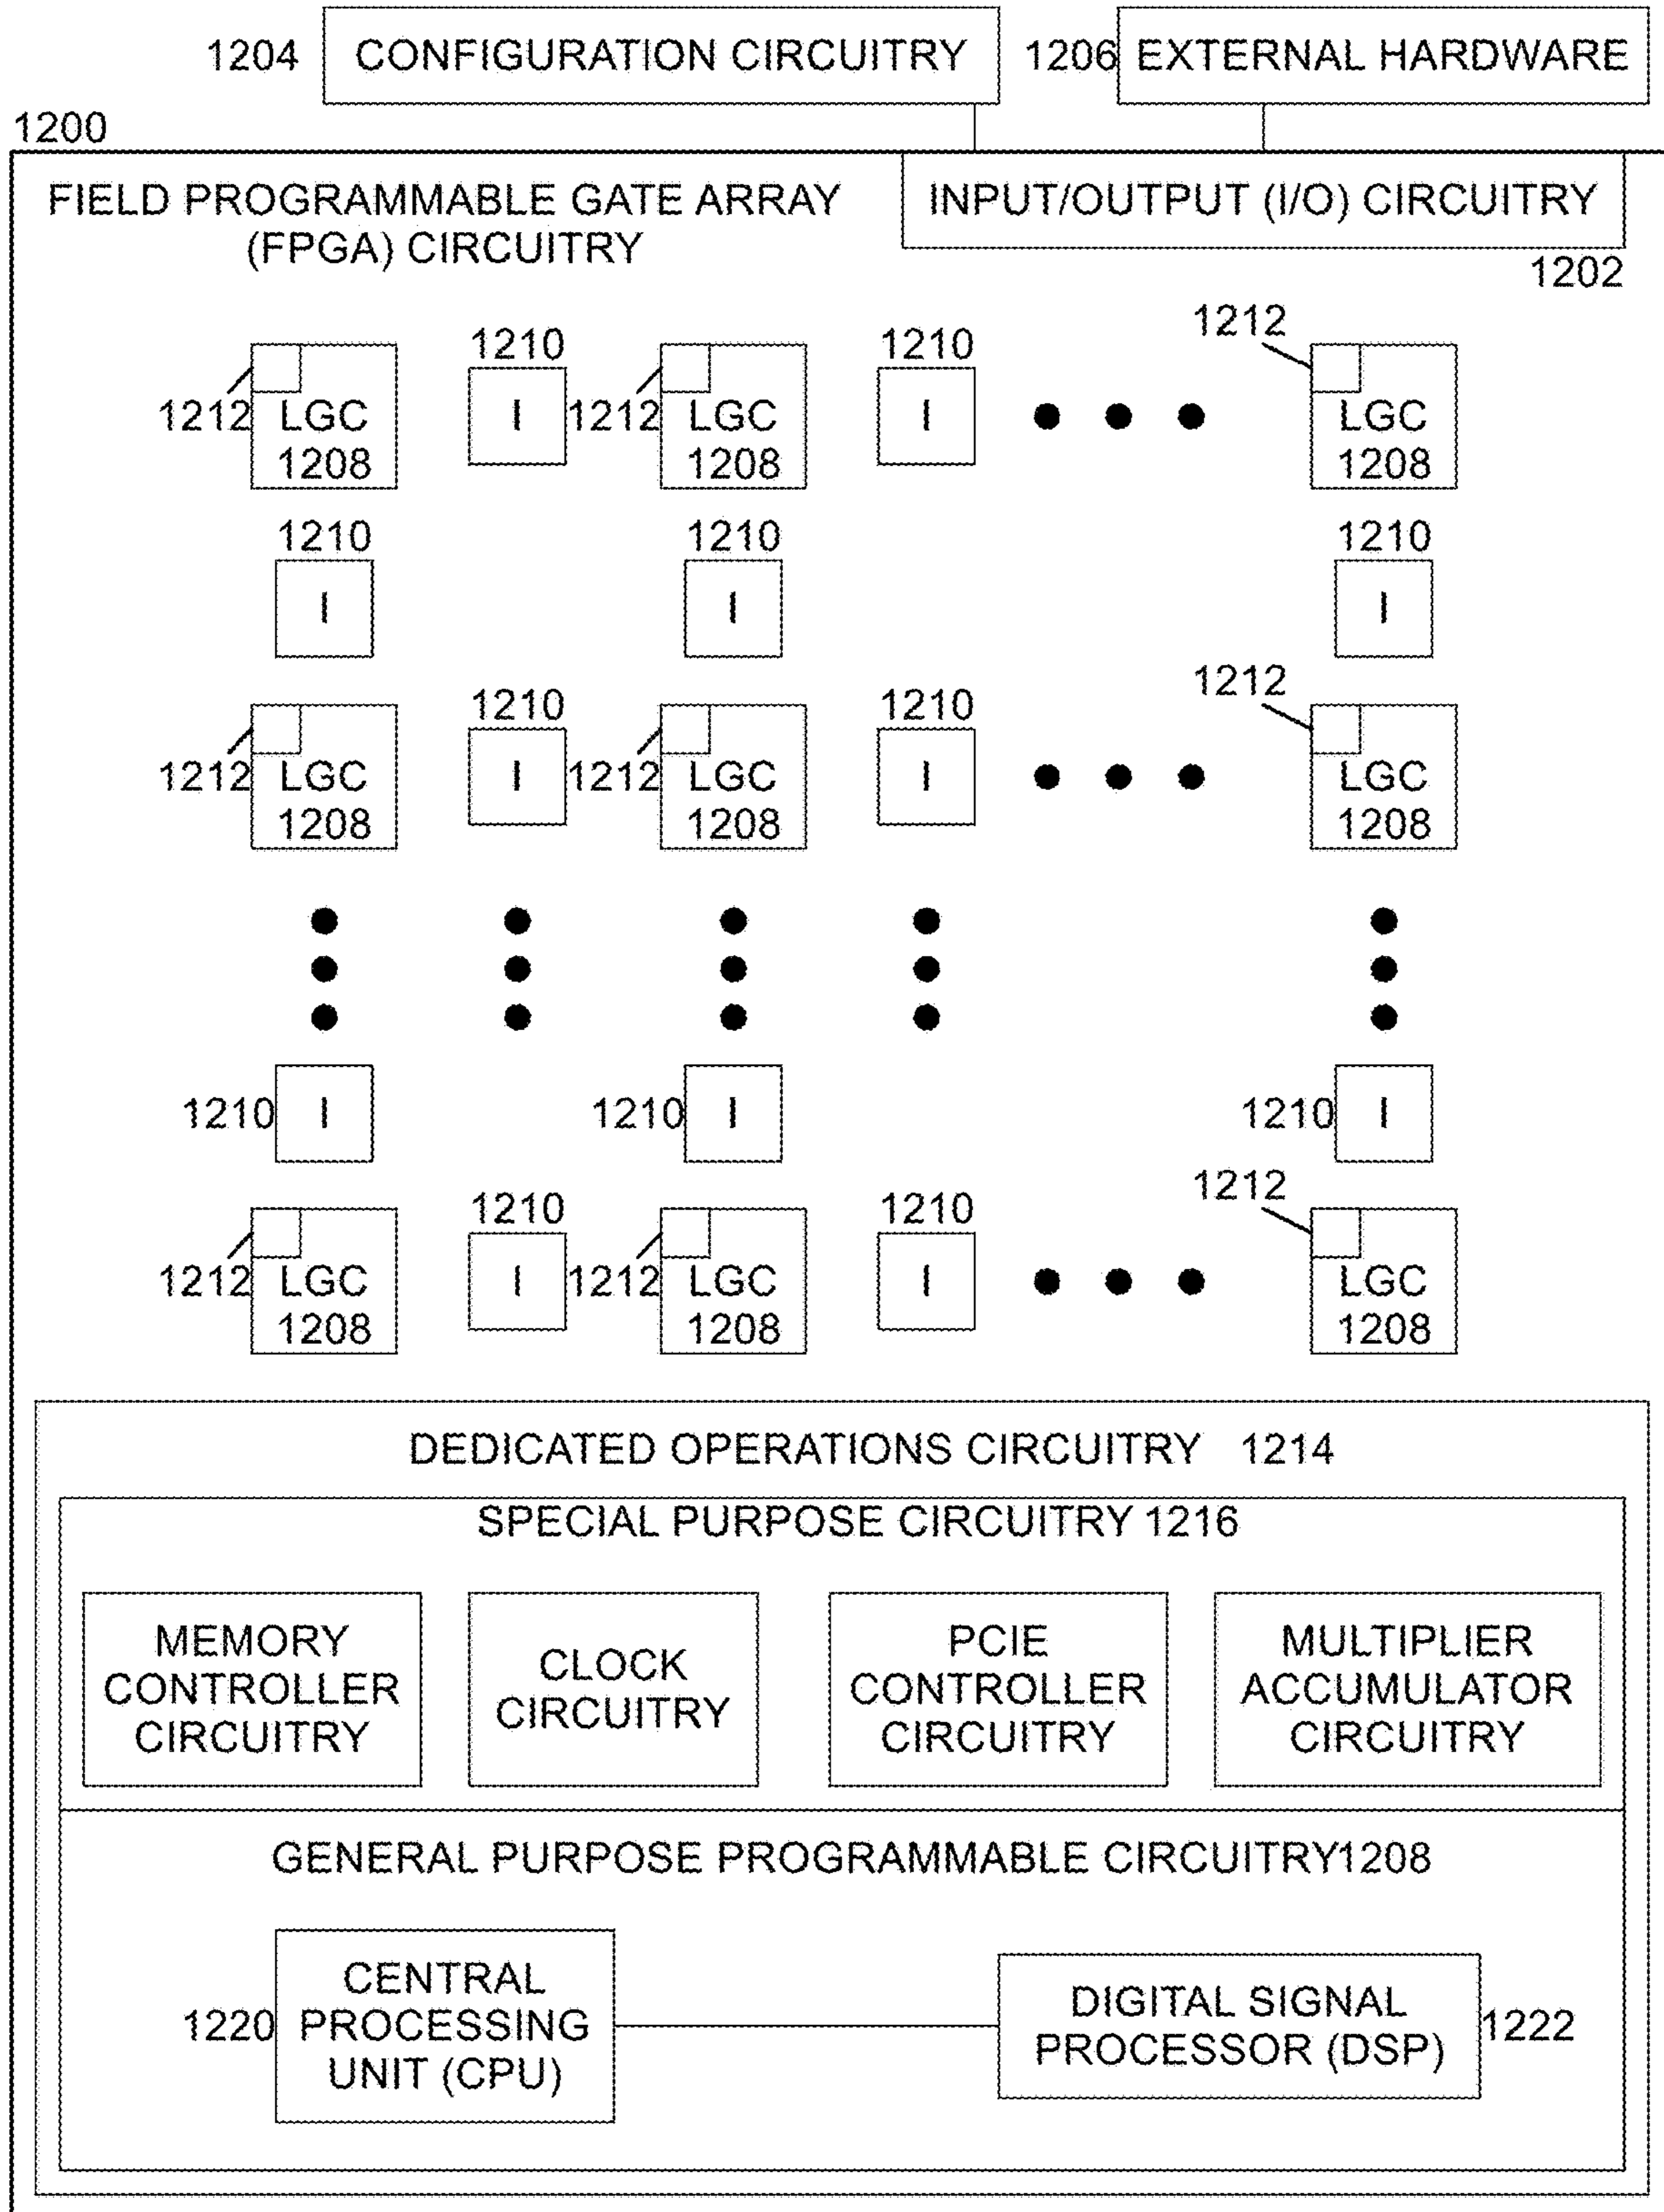 1204 CONFIGURATION CIRCUITRY 1206 EXTERNAL HARDWARE
1200
FIELD PROGRAMMABLE GATE ARRAY
(FPGA) CIRCUITRY
INPUT/OUTPUT (I/O) CIRCUITRY
1202
1210 1210 1212
1212 LGC I 1212 LGC I LGC
1208 1208 1208
1210 1210 1210
I I I
1210 1210 1212
1212 LGC I 1212 LGC I LGC
1208 1208 1208
1210 I 1210 I 1210 I
1210 1210 1212
1212 LGC I 1212 LGC I LGC
1208 1208 1208
DEDICATED OPERATIONS CIRCUITRY 1214
SPECIAL PURPOSE CIRCUITRY 1216
MEMORY
CONTROLLER
CIRCUITRY
CLOCK
CIRCUITRY
PCIE
CONTROLLER
CIRCUITRY
MULTIPLIER
ACCUMULATOR
CIRCUITRY
GENERAL PURPOSE PROGRAMMABLE CIRCUITRY1208
1220
CENTRAL
PROCESSING
UNIT (CPU)
DIGITAL SIGNAL
PROCESSOR (DSP)
1222